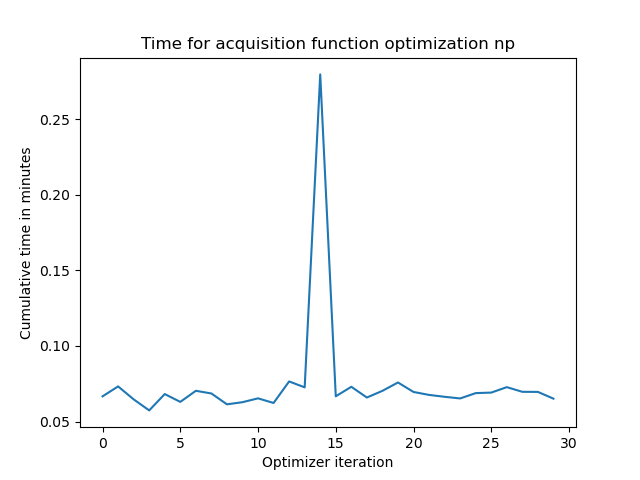 Time for acquisition function optimization np
Cumulative time in minutes
0.25
0.20
0.15
0.10
0.05
0 5 10 15 20 25 30
Optimizer iteration